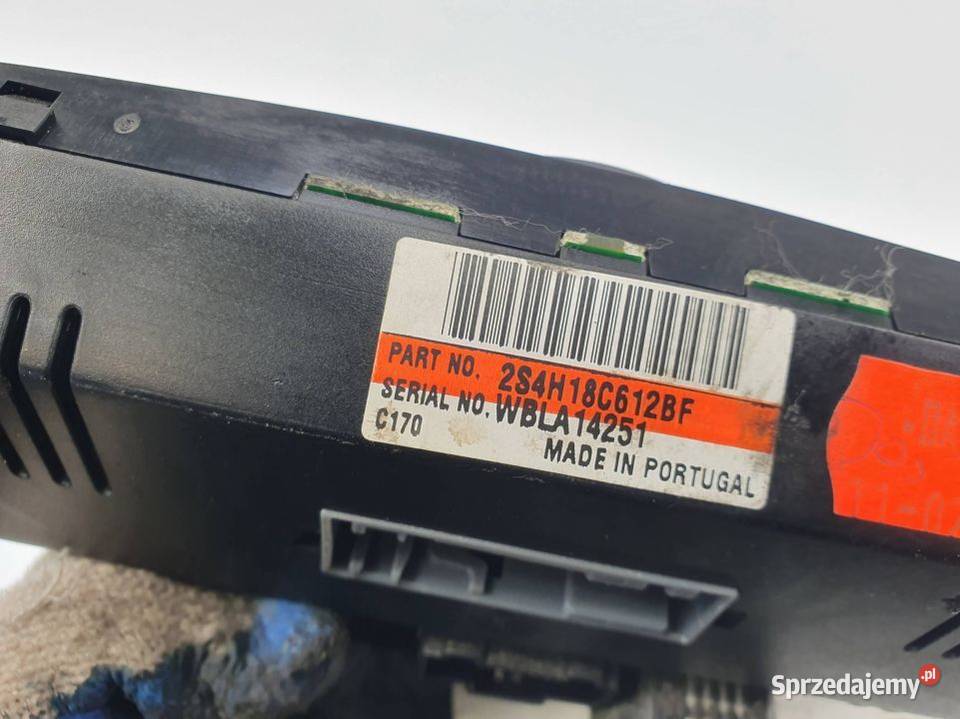 PART NO. 2S4H18C612BF
SERIAL NO. WBLA14251
C170
MADE IN PORTUGAL
Sprzedajemy.pl